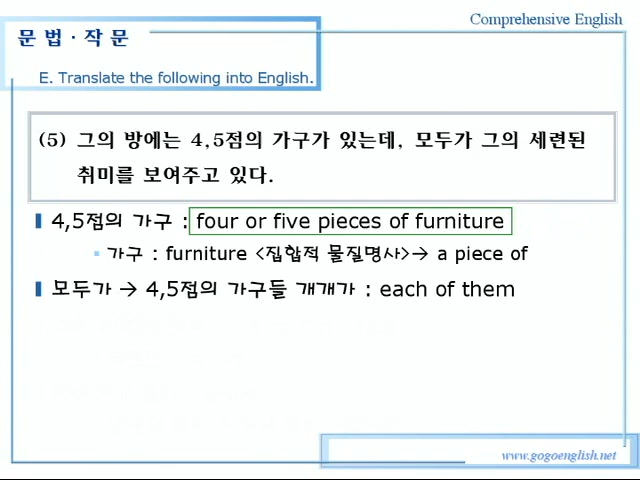 Comprehensive English
문 법 · 작 문
E. Translate the following into English.
(5) 그의 방에는 4,5점의 가구가 있는데, 모두가 그의 세련된
취미를 보여주고 있다.
4,5점의 가구 : four or five pieces of furniture
가구 : furniture <집합적 물질명사>→ a piece of
모두가 → 4,5점의 가구들 개개가 : each of them
www.gogoenglish.net